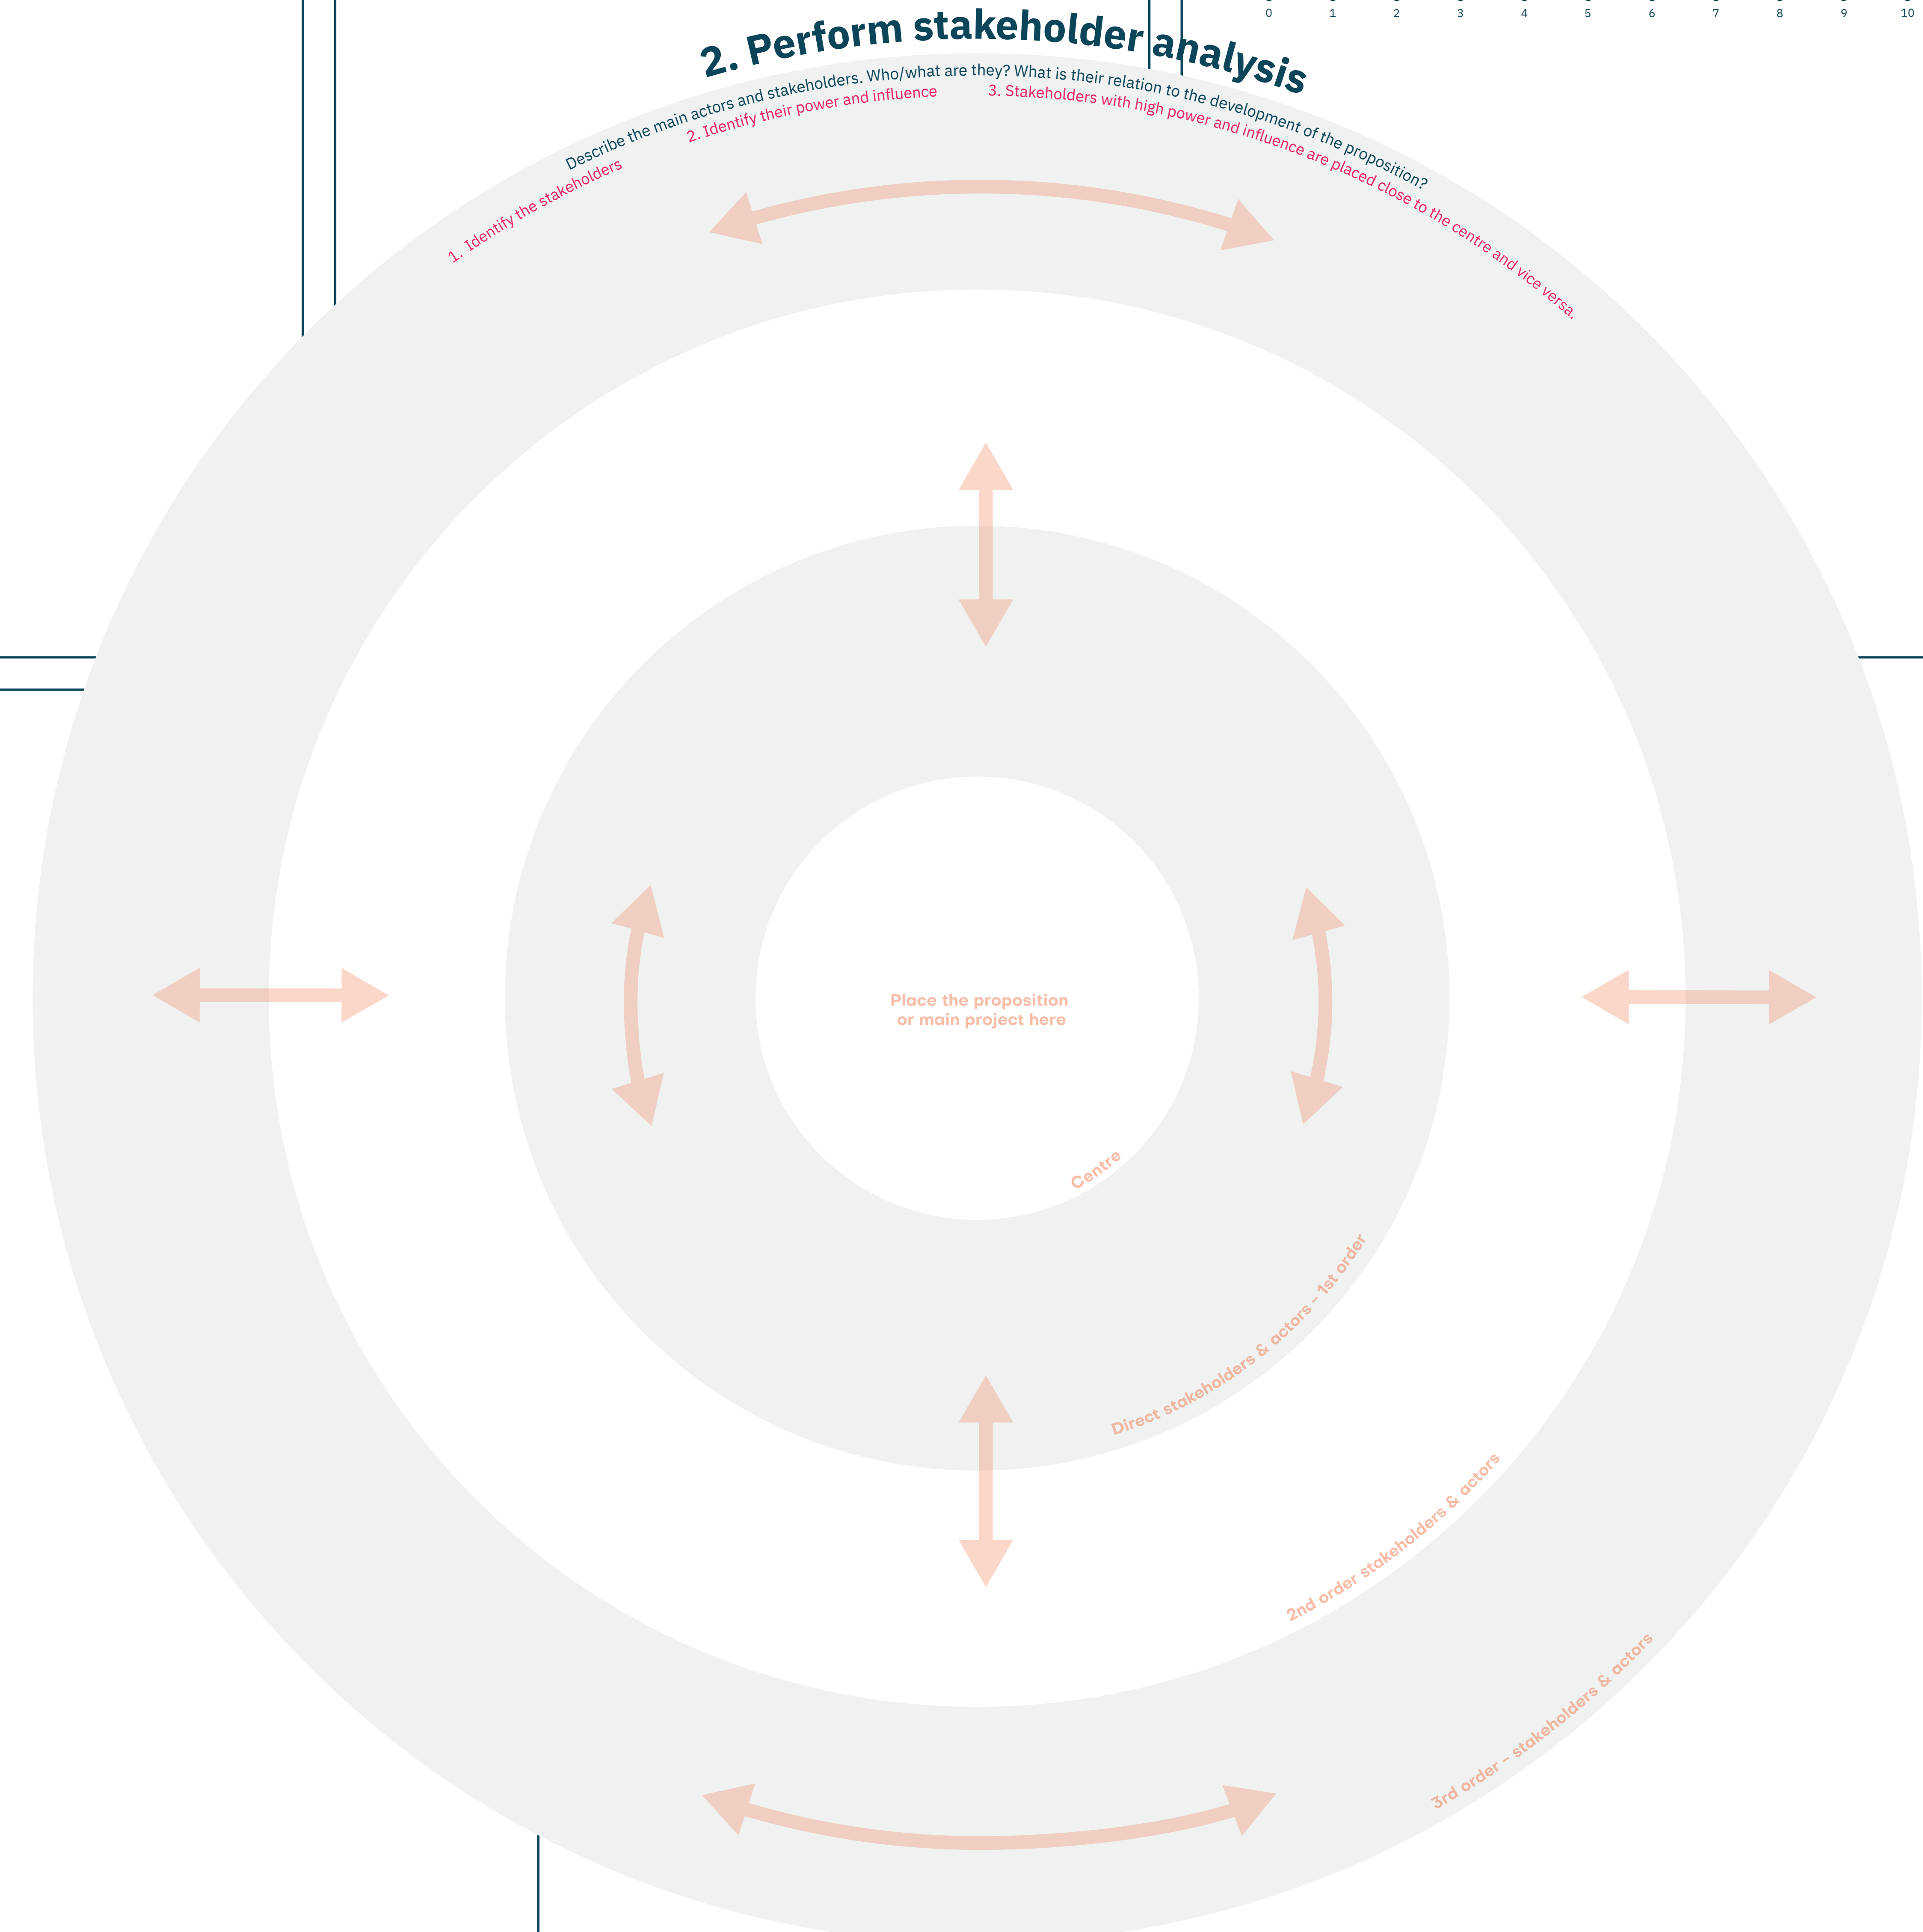 0 1 2 3 4 5 6 7 8 9 10
2. Perform stakeholder analysis
Describe the main actors and stakeholders. Who/what are they? What is their relation to the development of the proposition?
1. Identify the stakeholders
2. Identify their power and influence
3. Stakeholders with high power and influence are placed close to the centre and vice versa.
Place the proposition
or main project here
Centre
Direct stakeholders & actors - 1st order
2nd order stakeholders & actors
3rd order - stakeholders & actors